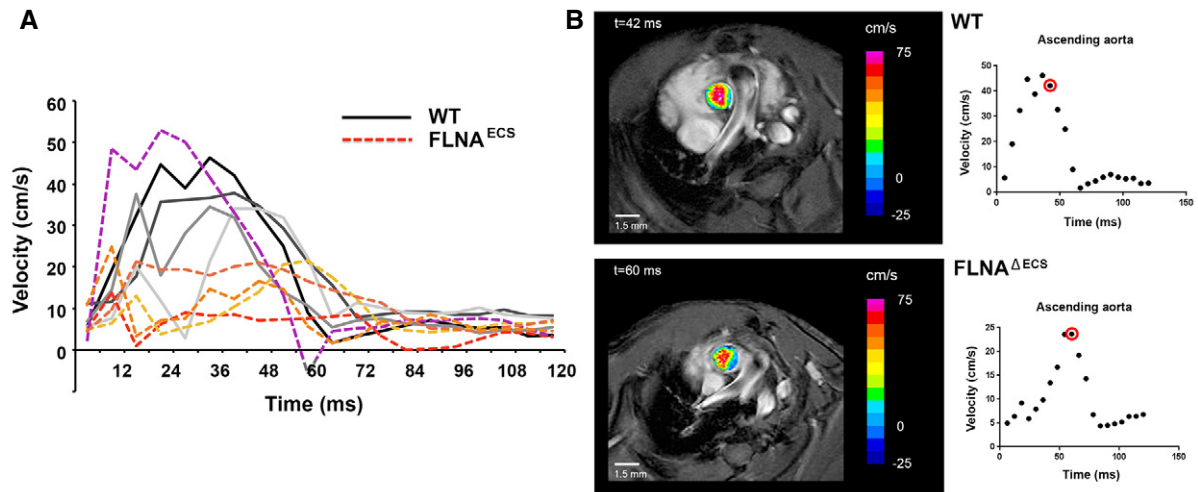 A
60
50
40
30
20
10
0
Velocity (cm/s)
WT
FLNA ECS
12 24 36 48 60 72 84 96 108 120
Time (ms)
B
t=42 ms
cm/s
75
0
-25
1.5 mm
WT
Ascending aorta
50
40
30
20
10
0
Velocity (cm/s)
0 50 100 150
Time (ms)
t=60 ms
cm/s
75
0
-25
1.5 mm
FLNA Δ ECS
Ascending aorta
25
20
15
10
5
0
Velocity (cm/s)
0 50 100 150
Time (ms)